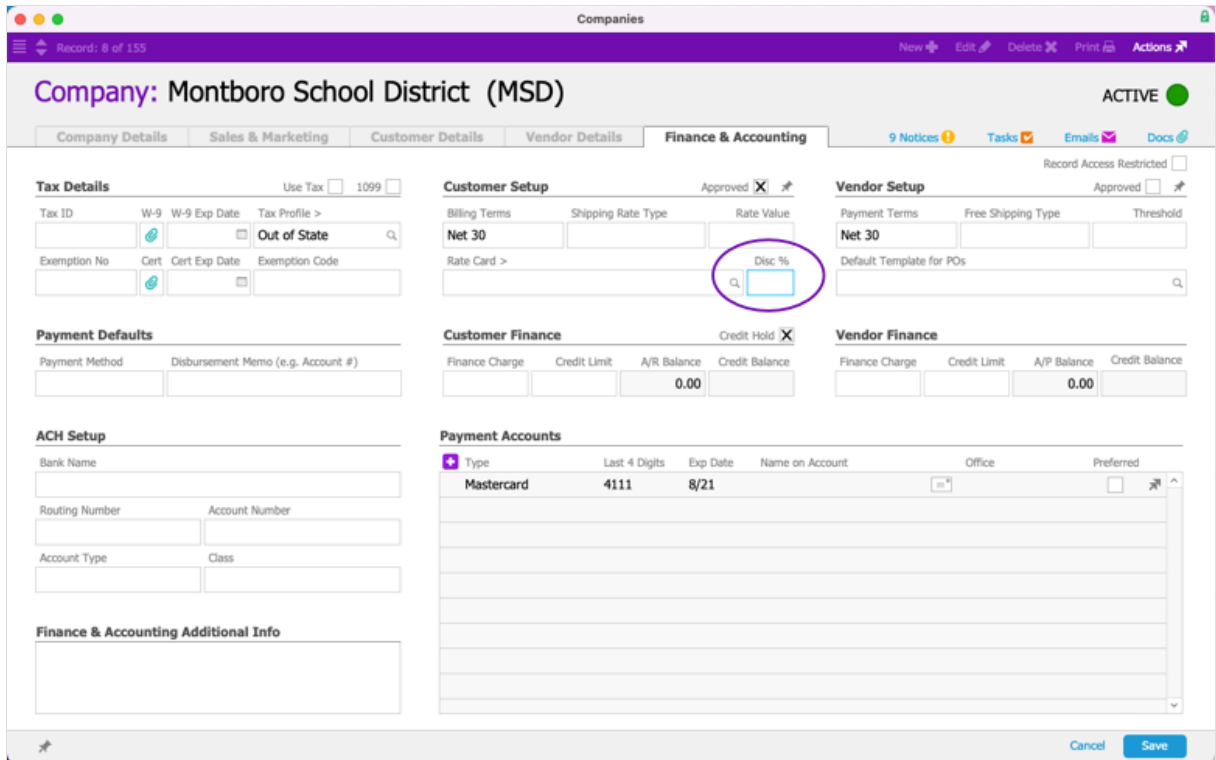 Companies
Record: 8 of 155 New Edit Delete Print Actions
Company: Montboro School District (MSD) ACTIVE
Company Details Sales & Marketing Customer Details Vendor Details Finance & Accounting 9 Notices Tasks Emails Docs
Record Access Restricted
Tax Details Use Tax 1099 Customer Setup Approved X Vendor Setup Approved
Tax ID W-9 W-9 Exp Date Tax Profile > Billing Terms Shipping Rate Type Rate Value Payment Terms Free Shipping Type Threshold
Out of State Net 30 Net 30
Exemption No Cert Cert Exp Date Exemption Code Rate Card > Disc % Default Template for POs
Payment Defaults Customer Finance Credit Hold X Vendor Finance
Payment Method Disbursement Memo (e.g. Account #) Finance Charge Credit Limit A/R Balance Credit Balance Finance Charge Credit Limit A/P Balance Credit Balance
0.00 0.00
ACH Setup Payment Accounts
Bank Name Type Last 4 Digits Exp Date Name on Account Office Preferred
Mastercard 4111 8/21
Routing Number Account Number
Account Type Class
Finance & Accounting Additional Info
Cancel Save